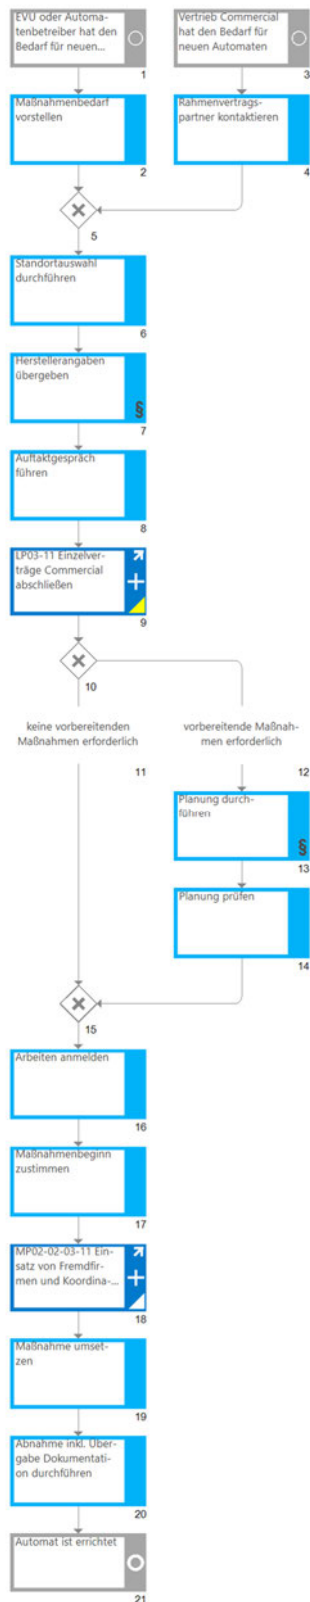 EVU oder Automa-
tenbetreiber hat den
Bedarf für neuen...
1
Vertrieb Commercial
hat den Bedarf für
neuen Automaten
3
Maßnahmenbedarf
vorstellen
2
Rahmenvertrags-
partner kontaktieren
4
5
Standortauswahl
durchführen
6
Herstellerangaben
übergeben
§
7
Auftaktgespräch
führen
8
LP03-11 Einzelver-
träge Commercial
abschließen
9
10
keine vorbereitenden
Maßnahmen erforderlich
11
vorbereitende Maßnah-
men erforderlich
12
Planung durch-
führen
§
13
Planung prüfen
14
15
Arbeiten anmelden
16
Maßnahmenbeginn
zustimmen
17
MP02-02-03-11 Ein-
satz von Fremdfir-
men und Koordina-...
18
Maßnahme umset-
zen
19
Abnahme inkl. Über-
gabe Dokumentati-
on durchführen
20
Automat ist errichtet
21